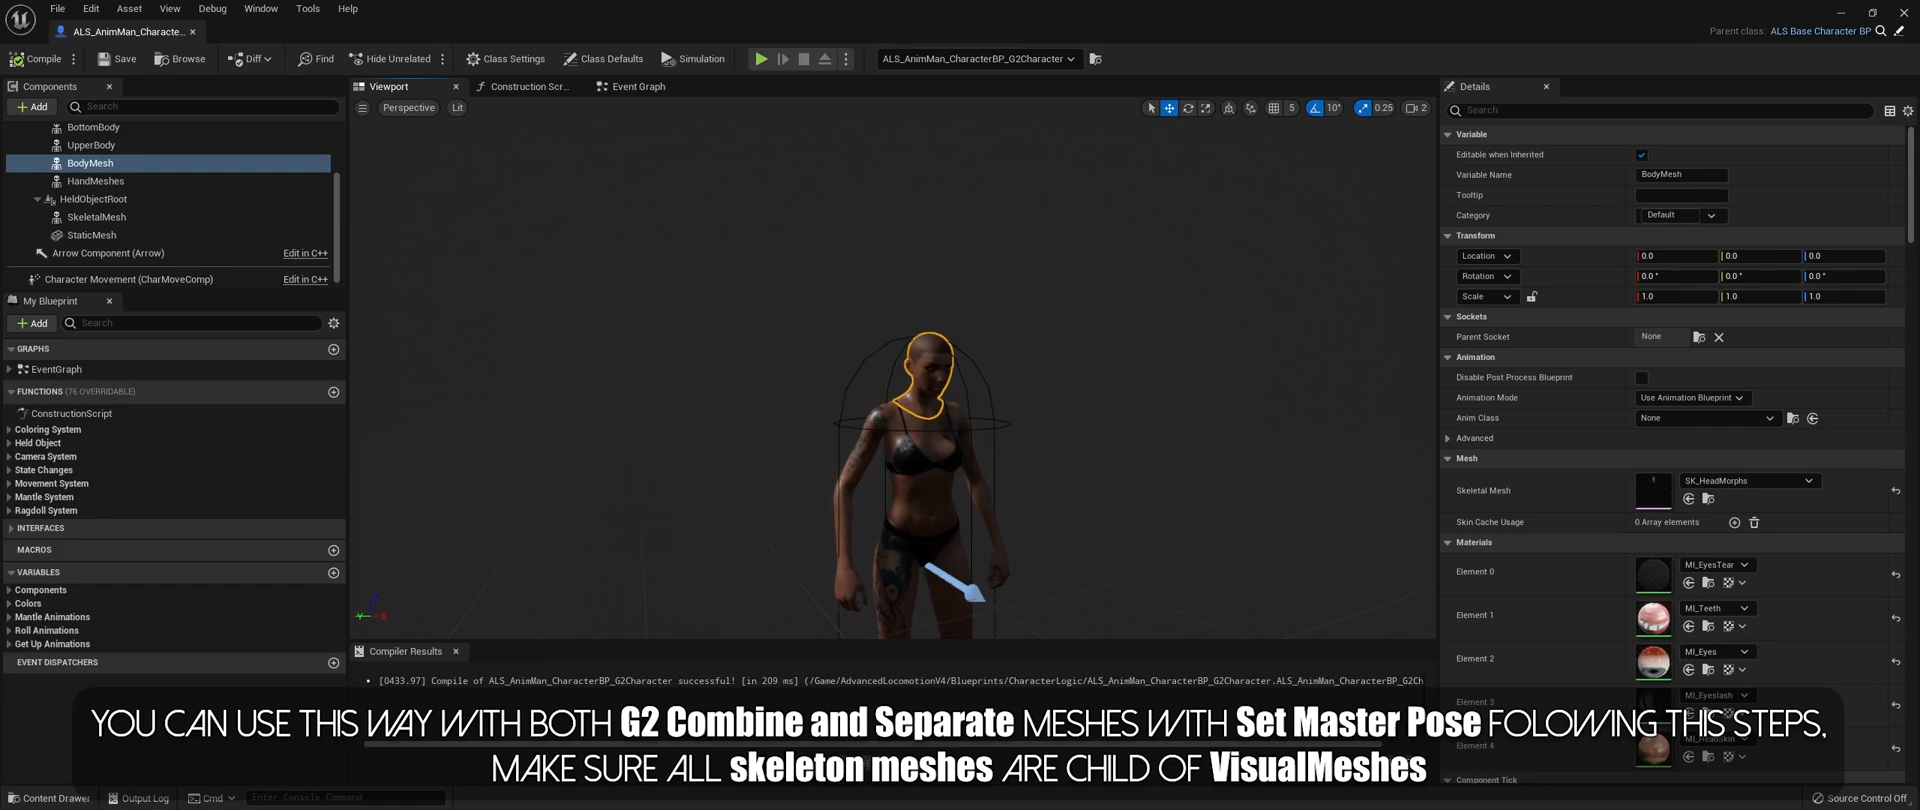 File Edit Asset View Debug Window Tools Help
ALS_AnimMan_Characte...
Parent class: ALS Base Character BP
Compile Save Browse Diff Find Hide Unrelated Class Settings Class Defaults Simulation ALS_AnimMan_CharacterBP_G2Character
Components
Add Search
BottomBody
UpperBody
BodyMesh
HandMeshes
HeldObjectRoot
SkeletalMesh
StaticMesh
Arrow Component (Arrow) Edit in C++
Character Movement (CharMoveComp) Edit in C++
My Blueprint
Add Search
GRAPHS
EventGraph
FUNCTIONS (76 OVERRIDABLE)
ConstructionScript
Coloring System
Held Object
Camera System
State Changes
Movement System
Mantle System
Ragdoll System
INTERFACES
MACROS
VARIABLES
Components
Colors
Mantle Animations
Roll Animations
Get Up Animations
EVENT DISPATCHERS
Viewport Construction Scr... Event Graph
Perspective Lit 5 10° 0.25 2
Compiler Results
[0433.97] Compile of ALS_AnimMan_CharacterBP_G2Character successful! [in 209 ms] (/Game/AdvancedLocomotionV4/Blueprints/CharacterLogic/ALS_AnimMan_CharacterBP_G2Character.ALS_AnimMan_CharacterBP_G2Ch
Details
Search
Variable
Editable when Inherited
Variable Name BodyMesh
Tooltip
Category Default
Transform
Location 0.0 0.0 0.0
Rotation 0.0 ° 0.0 ° 0.0 °
Scale 1.0 1.0 1.0
Sockets
Parent Socket None
Animation
Disable Post Process Blueprint
Animation Mode Use Animation Blueprint
Anim Class None
Advanced
Mesh
Skeletal Mesh SK_HeadMorphs
Skin Cache Usage 0 Array elements
Materials
Element 0 MI_EyesTear
Element 1 MI_Teeth
Element 2 MI_Eyes
Element 3 MI_Eyeslash
Element 4 MI_HeadSkin
Component Tick
YOU CAN USE THIS WAY WITH BOTH G2 Combine and Separate MESHES WITH Set Master Pose FOLOWING THIS STEPS,
MAKE SURE ALL skeleton meshes ARE CHILD OF VisualMeshes
Content Drawer Output Log Cmd Enter Console Command Source Control Off